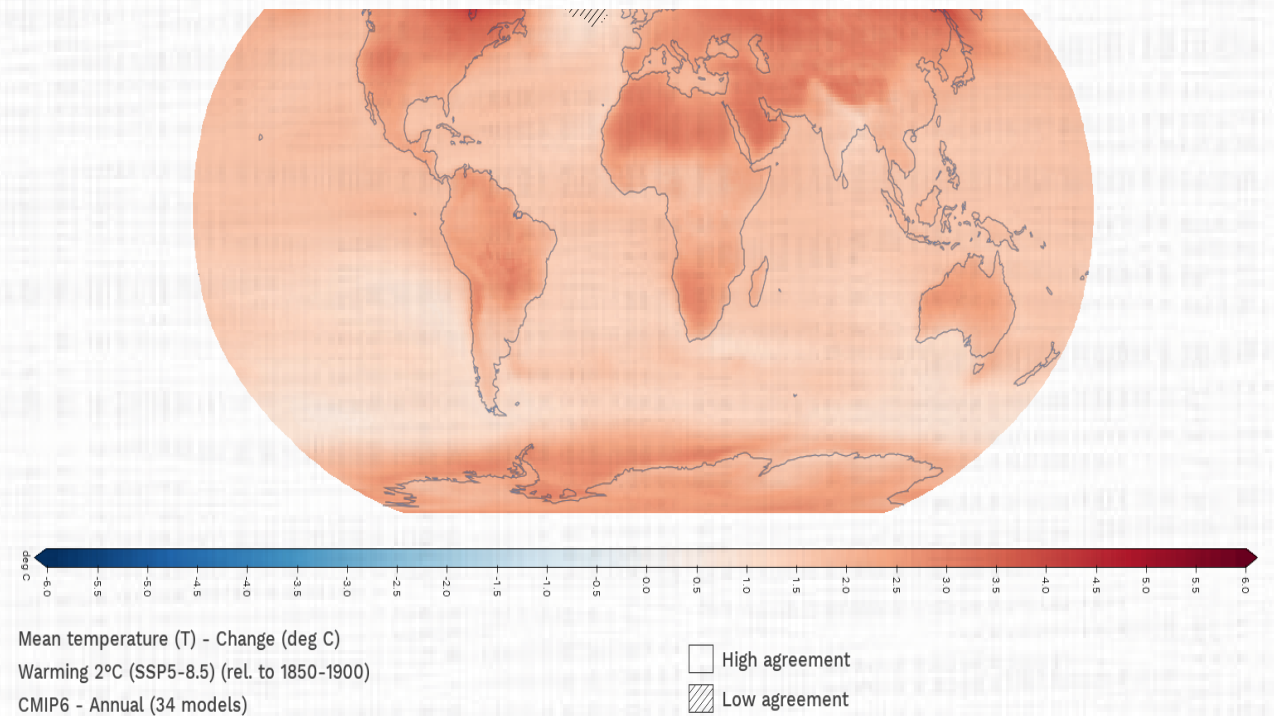 deg C
-6.0 -5.5 -5.0 -4.5 -4.0 -3.5 -3.0 -2.5 -2.0 -1.5 -1.0 -0.5 0.0 0.5 1.0 1.5 2.0 2.5 3.0 3.5 4.0 4.5 5.0 5.5 6.0
Mean temperature (T) - Change (deg C)
Warming 2°C (SSP5-8.5) (rel. to 1850-1900)
CMIP6 - Annual (34 models)
High agreement
Low agreement